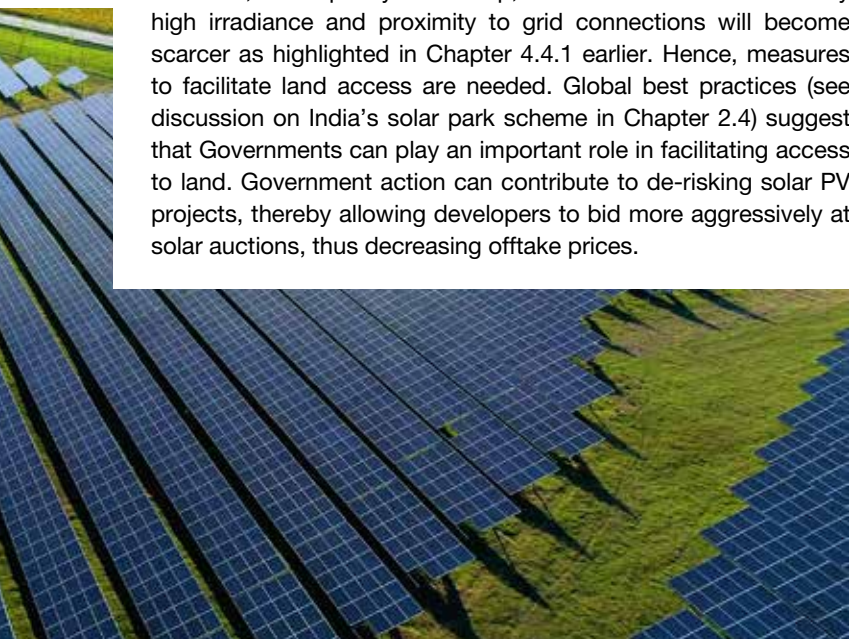 high irradiance and proximity to grid connections will become
scarcer as highlighted in Chapter 4.4.1 earlier. Hence, measures
to facilitate land access are needed. Global best practices (see
discussion on India’s solar park scheme in Chapter 2.4) suggest
that Governments can play an important role in facilitating access
to land. Government action can contribute to de-risking solar PV
projects, thereby allowing developers to bid more aggressively at
solar auctions, thus decreasing offtake prices.